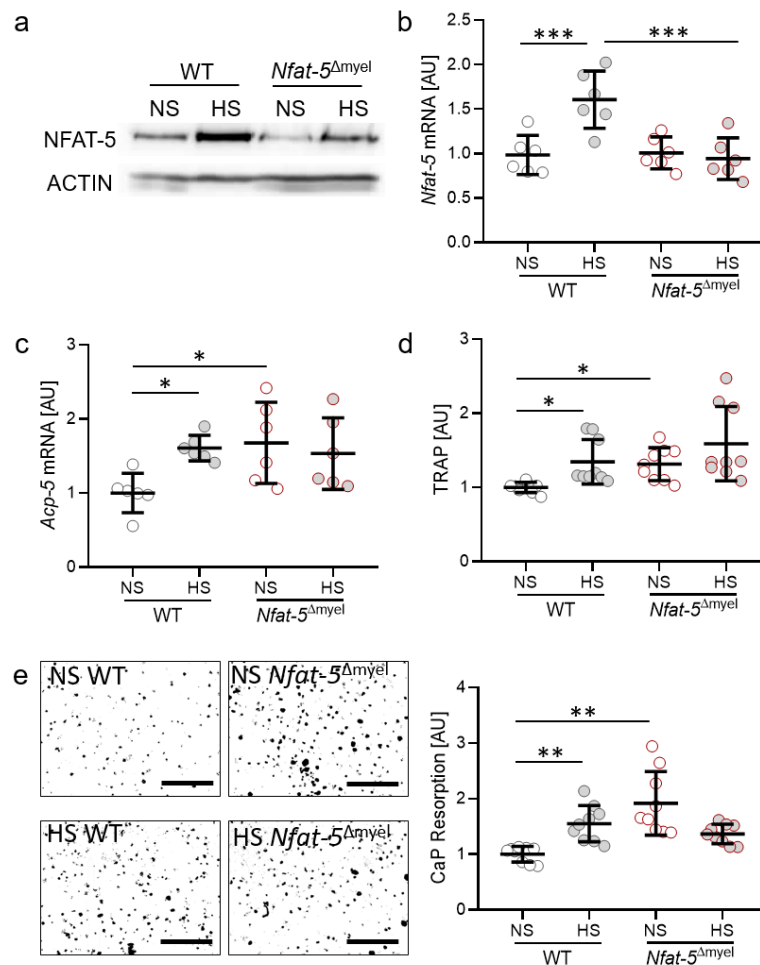 a
WT Nfat-5Δmyel
NS HS NS HS
NFAT-5
ACTIN
b
Nfat-5 mRNA [AU]
2.5
2.0
1.5
1.0
0.5
0.0
*** ***
NS HS NS HS
WT Nfat-5Δmyel
c
Acp-5 mRNA [AU]
3
2
1
0
*
*
NS HS NS HS
WT Nfat-5Δmyel
d
TRAP [AU]
3
2
1
0
*
*
NS HS NS HS
WT Nfat-5Δmyel
e
NS WT
NS Nfat-5Δmyel
HS WT
HS Nfat-5Δmyel
CaP Resorption [AU]
4
3
2
1
0
**
**
NS HS NS HS
WT Nfat-5Δmyel